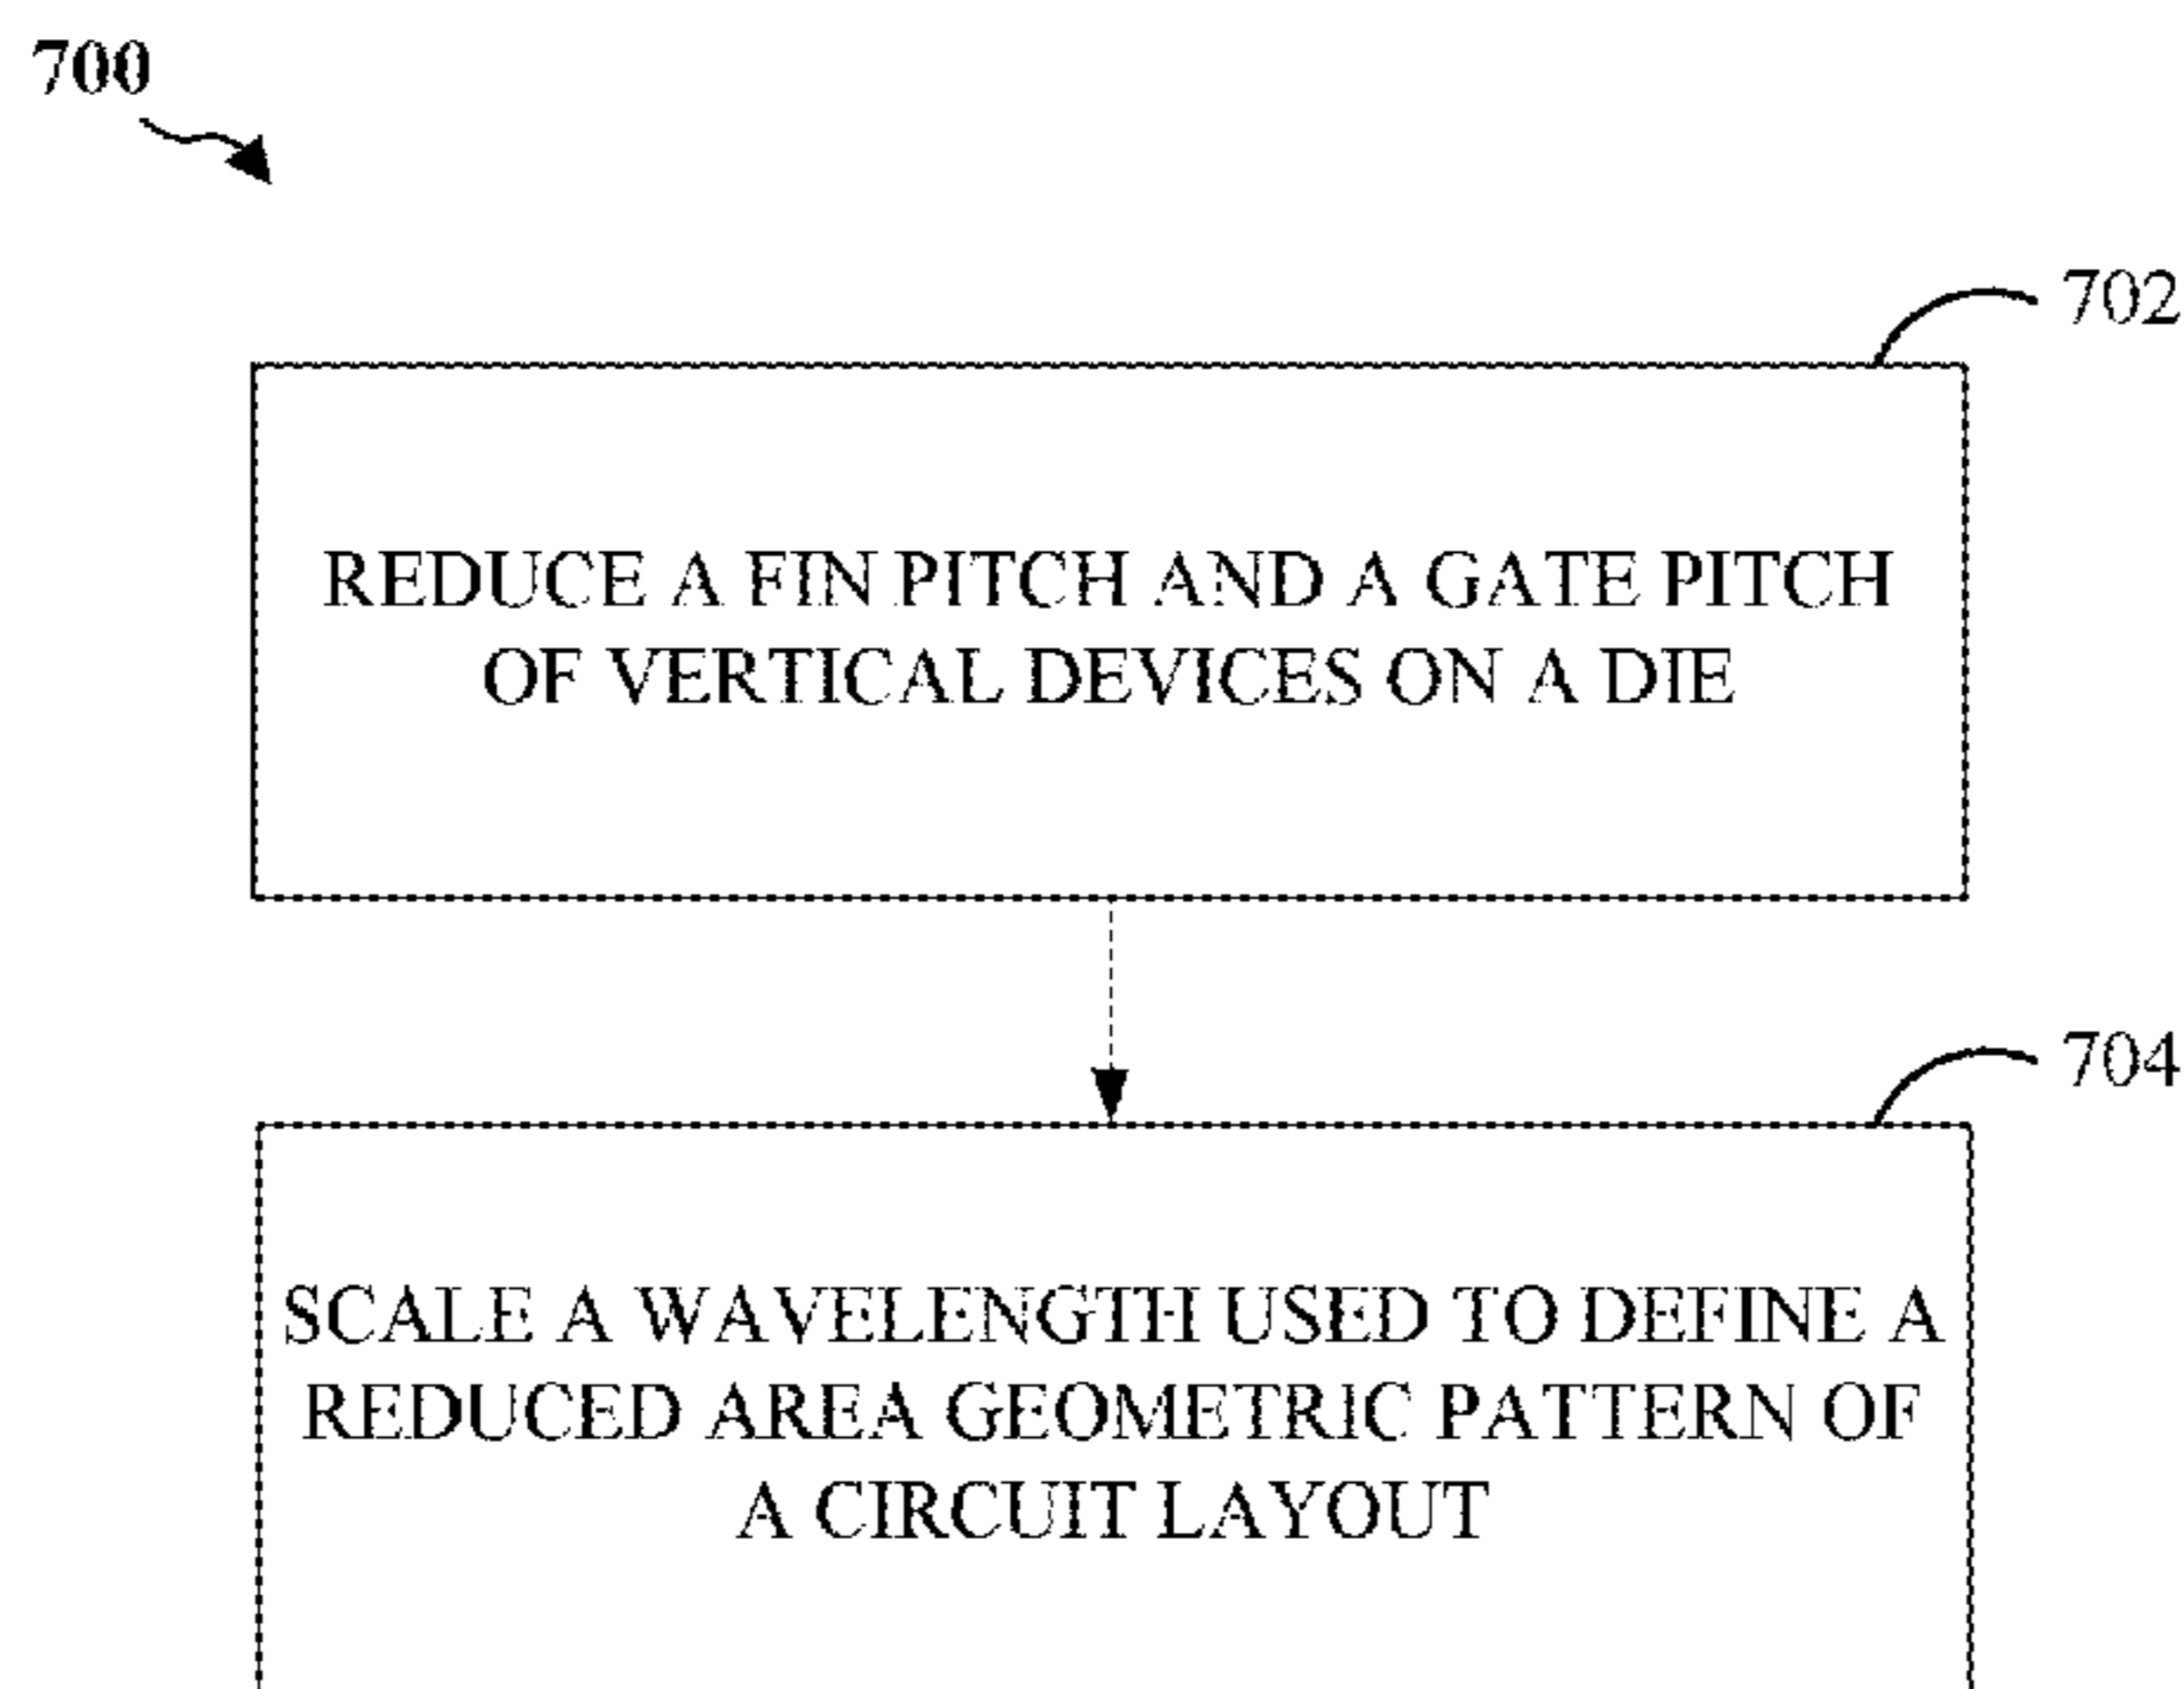 700
702
REDUCE A FIN PITCH AND A GATE PITCH
OF VERTICAL DEVICES ON A DIE
704
SCALE A WAVELENGTH USED TO DEFINE A
REDUCED AREA GEOMETRIC PATTERN OF
A CIRCUIT LAYOUT